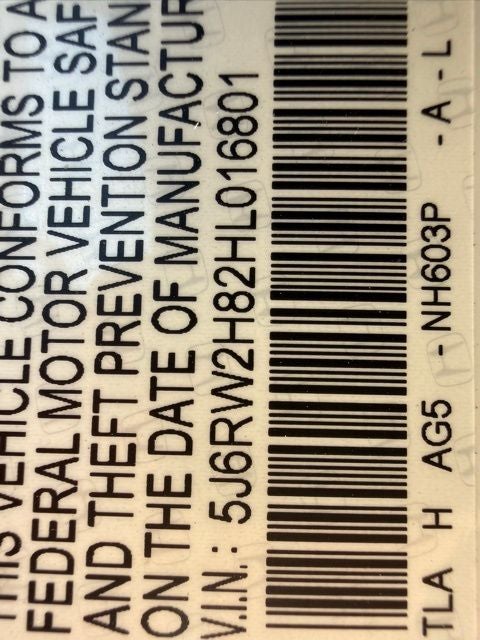 VEHICLE CONFORMS TO A
FEDERAL MOTOR VEHICLE SAF
AND THEFT PREVENTION STAN
ON THE DATE OF MANUFACTUR
V.I.N.: 5J6RW2H82HL016801
TLA H AG5 - NH603P - A - L